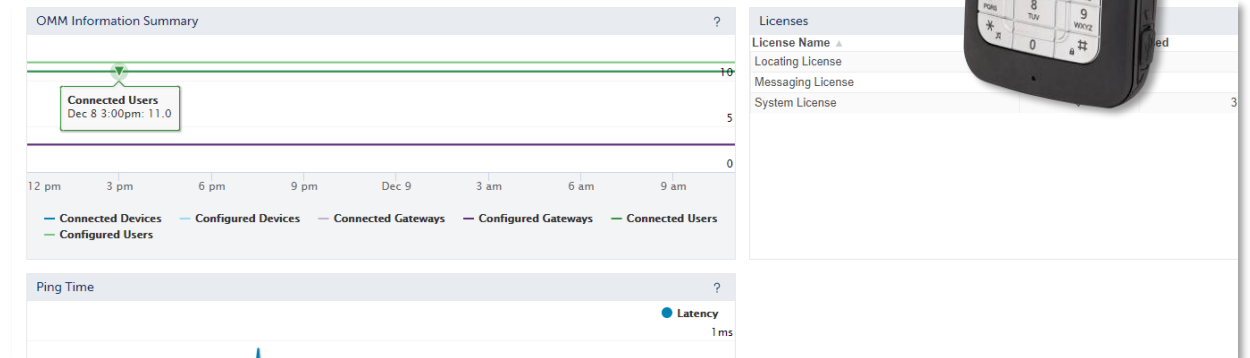 OMM Information Summary ?
10
Connected Users
Dec 8 3:00pm: 11.0
5
0
12 pm 3 pm 6 pm 9 pm Dec 9 3 am 6 am 9 am
Connected Devices Configured Devices Connected Gateways Configured Gateways Connected Users
Configured Users
Licenses
License Name ed
Locating License
Messaging License
System License 3
PQRS 8 TUV 9 WXYZ
* 0 #
Ping Time ?
Latency
1 ms